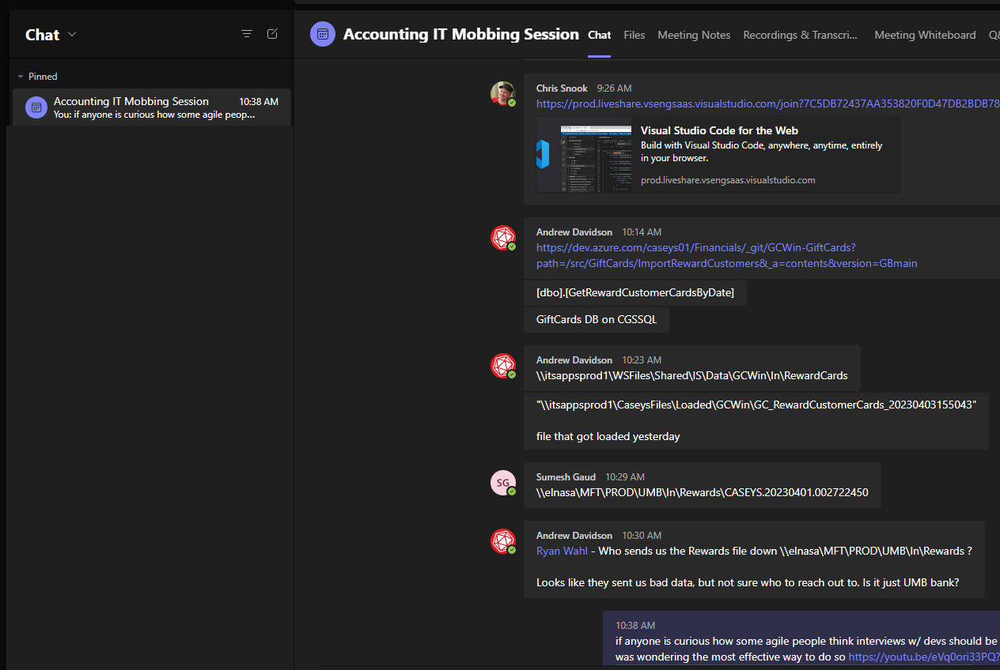 Chat
Accounting IT Mobbing Session
Chat
Files
Meeting Notes
Recordings & Transcri...
Meeting Whiteboard
Pinned
Accounting IT Mobbing Session
10:38 AM
You: if anyone is curious how some agile peop...
Chris Snook 9:26 AM
https://prod.liveshare.vsengsaas.visualstudio.com/join?7C5DB72437AA353820F0D47DB2BDB78
Visual Studio Code for the Web
Build with Visual Studio Code, anywhere, anytime, entirely
in your browser.
prod.liveshare.vsengsaas.visualstudio.com
Andrew Davidson 10:14 AM
https://dev.azure.com/caseys01/Financials/_git/GCWin-GiftCards?
path=/src/GiftCards/ImportRewardCustomers&_a=contents&version=GBmain
[dbo].[GetRewardCustomerCardsByDate]
GiftCards DB on CGSSQL
Andrew Davidson 10:23 AM
\\itsappsprod1\WSFiles\Shared\IS\Data\GCWin\In\RewardCards
"\\itsappsprod1\CaseysFiles\Loaded\GCWin\GC_RewardCustomerCards_20230403155043"
file that got loaded yesterday
SG
Sumesh Gaud 10:29 AM
\\elnasa\MFT\PROD\UMB\In\Rewards\CASEYS.20230401.002722450
Andrew Davidson 10:30 AM
Ryan Wahl - Who sends us the Rewards file down \\elnasa\MFT\PROD\UMB\In\Rewards ?
Looks like they sent us bad data, but not sure who to reach out to. Is it just UMB bank?
10:38 AM
if anyone is curious how some agile people think interviews w/ devs should be
was wondering the most effective way to do so https://youtu.be/eVq0ori33PQ?